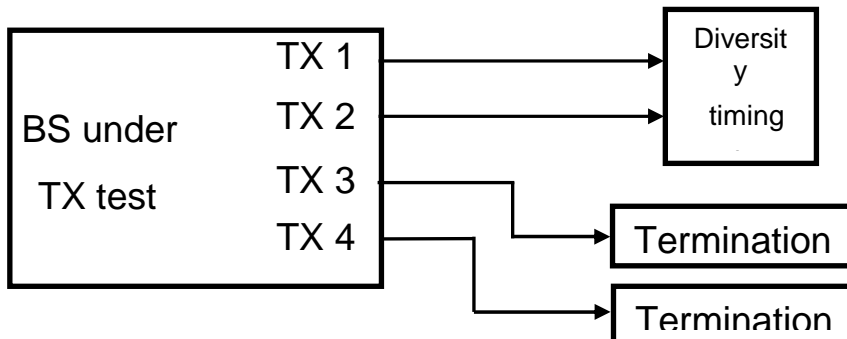 TX 1
Diversit
y
timing
BS under
TX 2
TX test
TX 3
TX 4
Termination
Termination